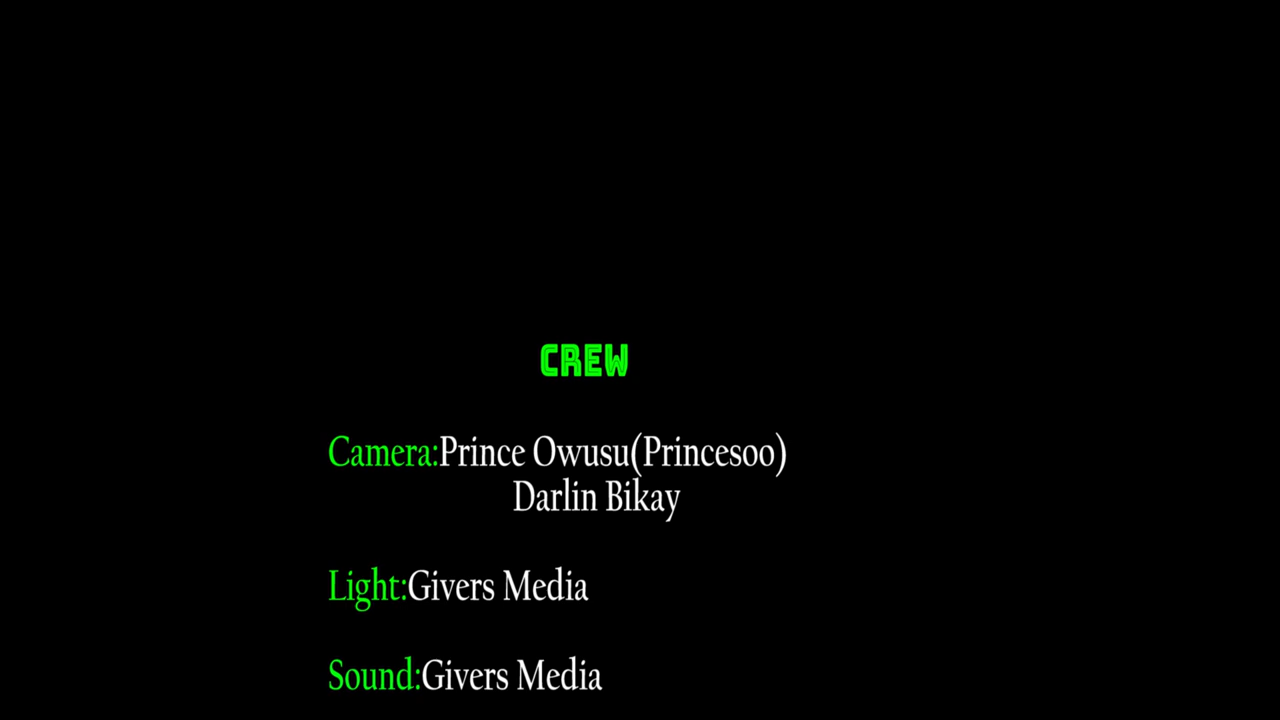 CREW
Camera:Prince Owusu(Princesoo)
Darlin Bikay
Light:Givers Media
Sound:Givers Media